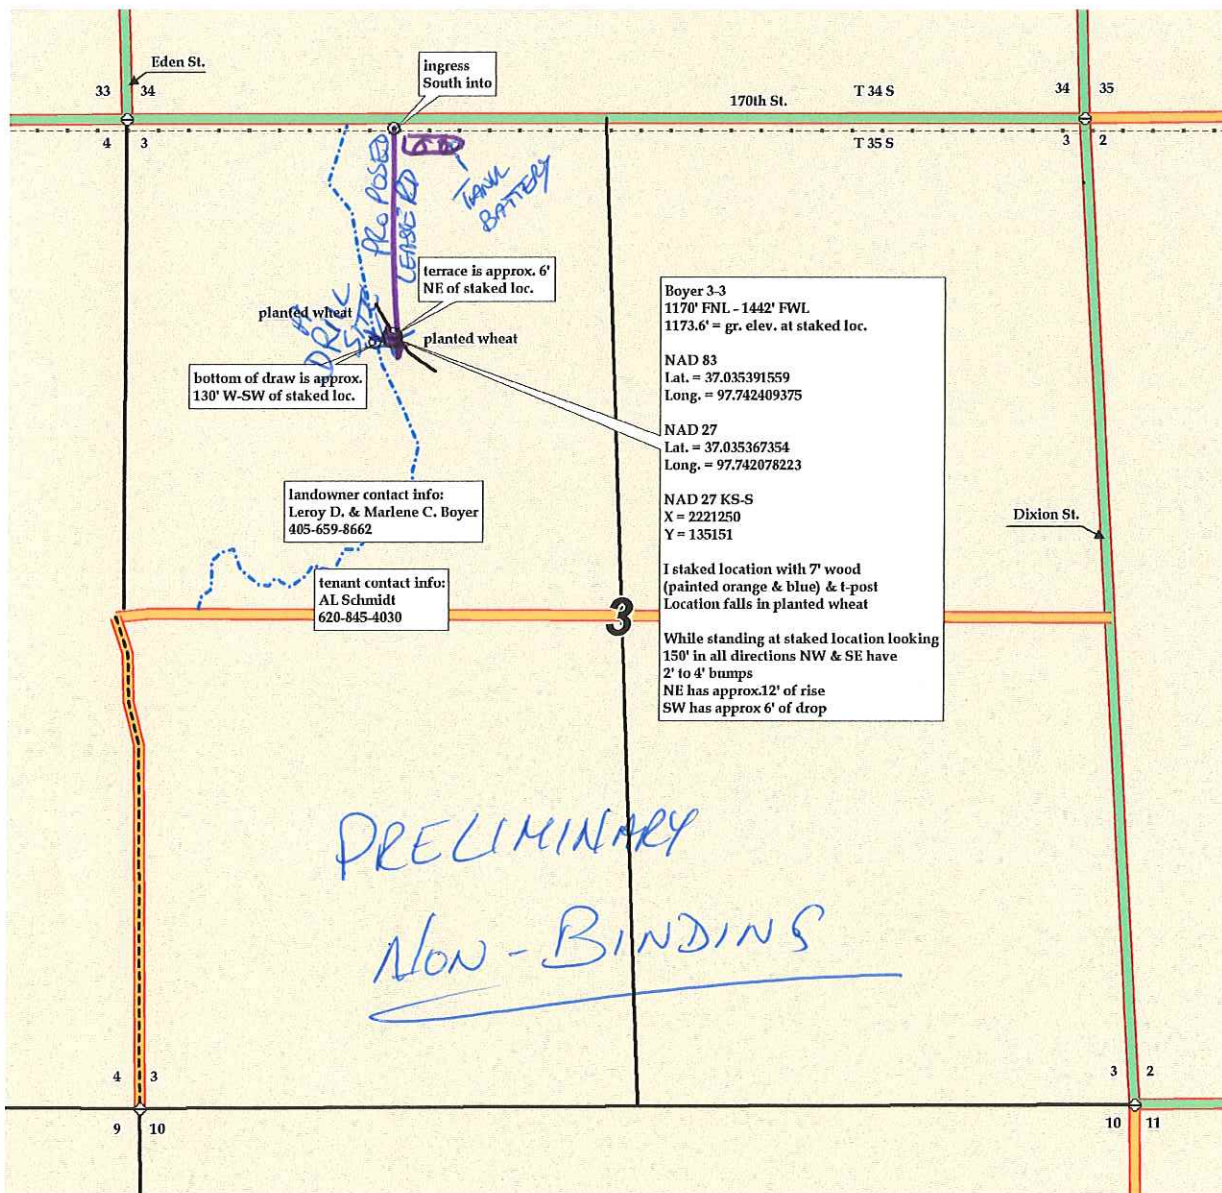 Eden St.
ingress
South into
33 34
170th St.
T 34 S
34 35
4 3
T 35 S
3 2
PROPOSED
LEASE RD
TANK
BATTERY
terrace is approx. 6'
NE of staked loc.
planted wheat
DRILL
SITE
planted wheat
bottom of draw is approx.
130' W-SW of staked loc.
Boyer 3-3
1170' FNL - 1442' FWL
1173.6' = gr. elev. at staked loc.
NAD 83
Lat. = 37.035391559
Long. = 97.742409375
NAD 27
Lat. = 37.035367354
Long. = 97.742078223
NAD 27 KS-S
X = 2221250
Y = 135151
I staked location with 7' wood
(painted orange & blue) & t-post
Location falls in planted wheat
While standing at staked location looking
150' in all directions NW & SE have
2' to 4' bumps
NE has approx.12' of rise
SW has approx 6' of drop
landowner contact info:
Leroy D. & Marlene C. Boyer
405-659-8662
Dixion St.
tenant contact info:
AL Schmidt
620-845-4030
3
PRELIMINARY
NON-BINDING
4 3
3 2
9 10
10 11